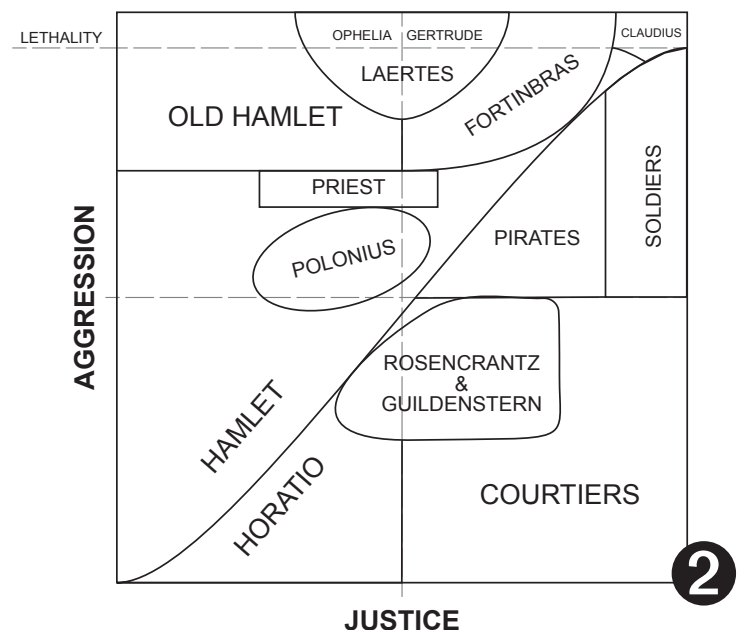 LETHALITY
OPHELIA GERTRUDE
CLAUDIUS
LAERTES
FORTINBRAS
OLD HAMLET
PRIEST
SOLDIERS
PIRATES
POLONIUS
AGGRESSION
ROSENCRANTZ
&
GUILDENSTERN
HAMLET
HORATIO
COURTIERS
2
JUSTICE